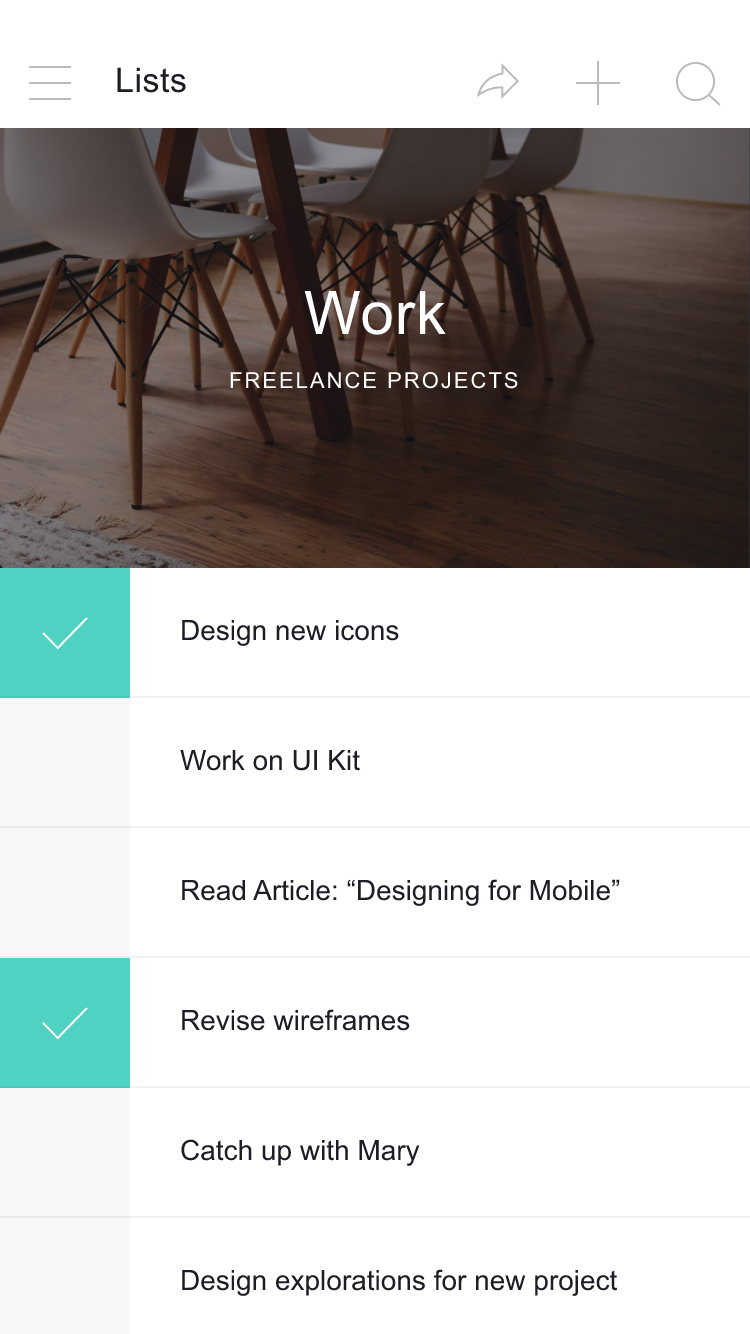 Lists
Work
FREELANCE PROJECTS
Design new icons
Work on UI Kit
Read Article: “Designing for Mobile”
Revise wireframes
Catch up with Mary
Design explorations for new project